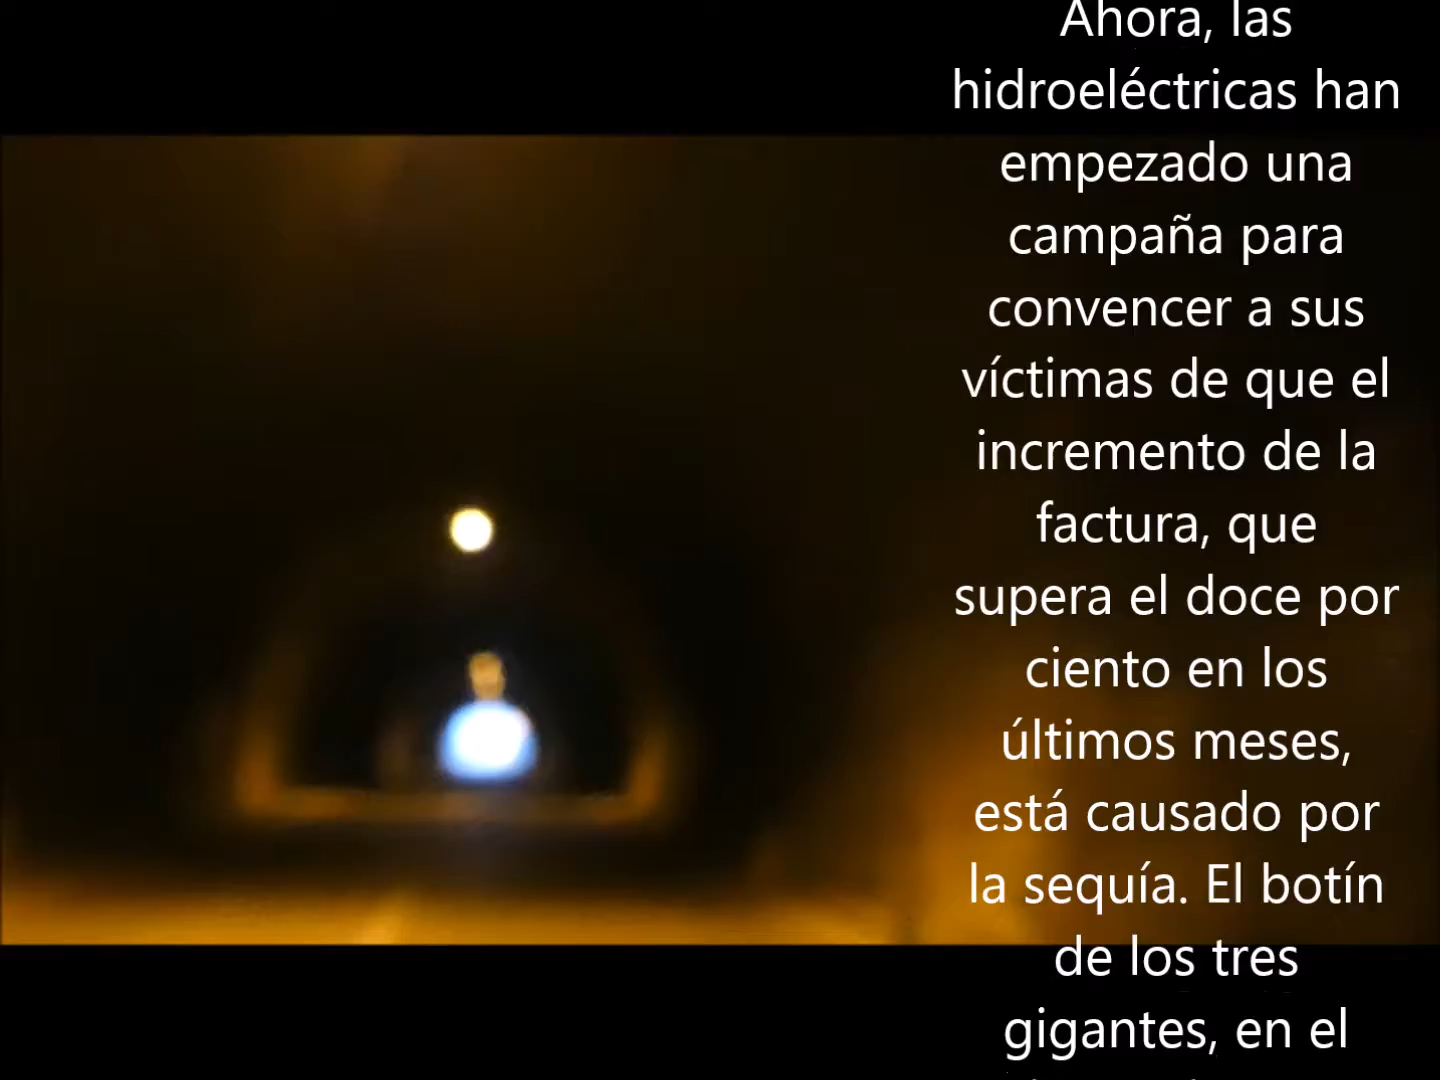 Ahora, las
hidroeléctricas han
empezado una
campaña para
convencer a sus
víctimas de que el
incremento de la
factura, que
supera el doce por
ciento en los
últimos meses,
está causado por
la sequía. El botín
de los tres
gigantes, en el